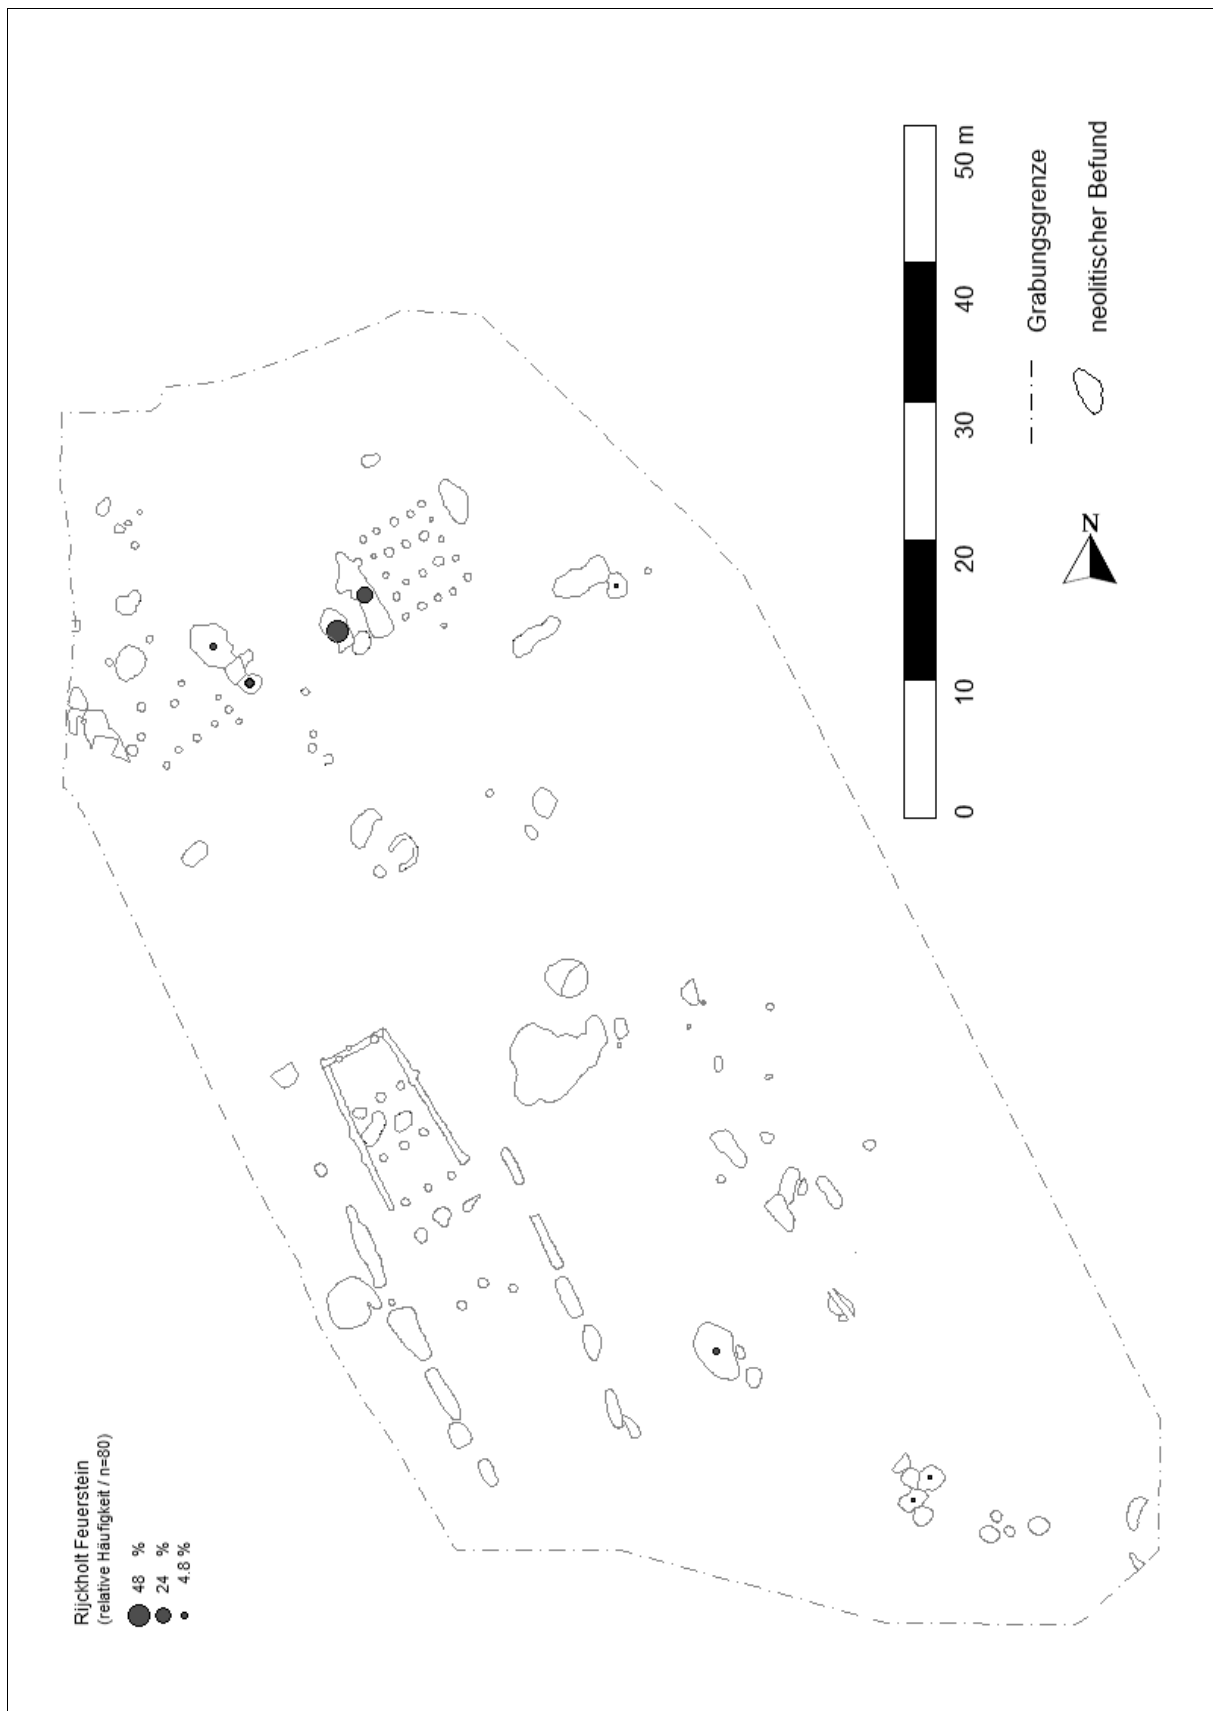 Rijckholt Feuerstein
(relative Häufigkeit / n=80)
48 %
24 %
4.8 %
0 10 20 30 40 50 m
N
Grabungsgrenze
neolitischer Befund